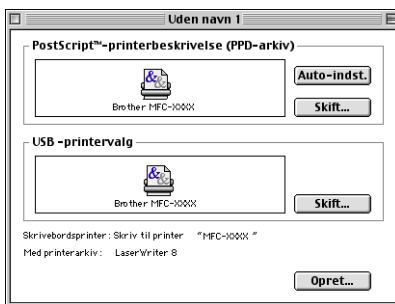 Uden navn 1
PostScript™-printerbeskrivelse (PPD-arkiv)
Brother MFC-XXXX
Auto-indst.
Skift...
USB -printervalg
Brother MFC-XXXX
Skift...
Skrivebordsprinter: Skriv til printer "MFC-XXXX "
Med printerarkiv: LaserWriter 8
Opret...